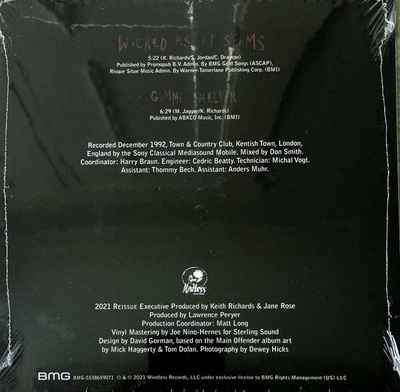 WICKED AS IT SEEMS
5:22 (K. Richards/S. Jordan/C. Drayton)
Published by Promopub B.V. Admin. By BMG Gold Songs (ASCAP),
Risque Situe Music Admin. By Warner-Tamerlane Publishing Corp. (BMI)
GIMME SHELTER
6:29 (M. Jagger/K. Richards)
Pubished by ABKCO Music, Inc. (BMI)
Recorded December 1992, Town & Country Club, Kentish Town, London,
England by the Sony Classical Mediasound Mobile. Mixed by Don Smith.
Coordinator: Harry Braun. Engineer: Cedric Beatty. Technician: Michal Vogt.
Assistant: Thommy Bech. Assistant: Anders Muhr.
Mindless
2021 Reissue Executive Produced by Keith Richards & Jane Rose
Produced by Lawrence Peryer
Production Coordinator: Matt Long
Vinyl Mastering by Joe Nino-Hernes for Sterling Sound
Design by David Gorman, based on the Main Offender album art
by Mick Haggerty & Tom Dolan. Photography by Dewey Hicks
BMG BMG-5538659071 ℗ & © 2021 Mindless Records, LLC under exclusive license to BMG Rights Management (US) LLC